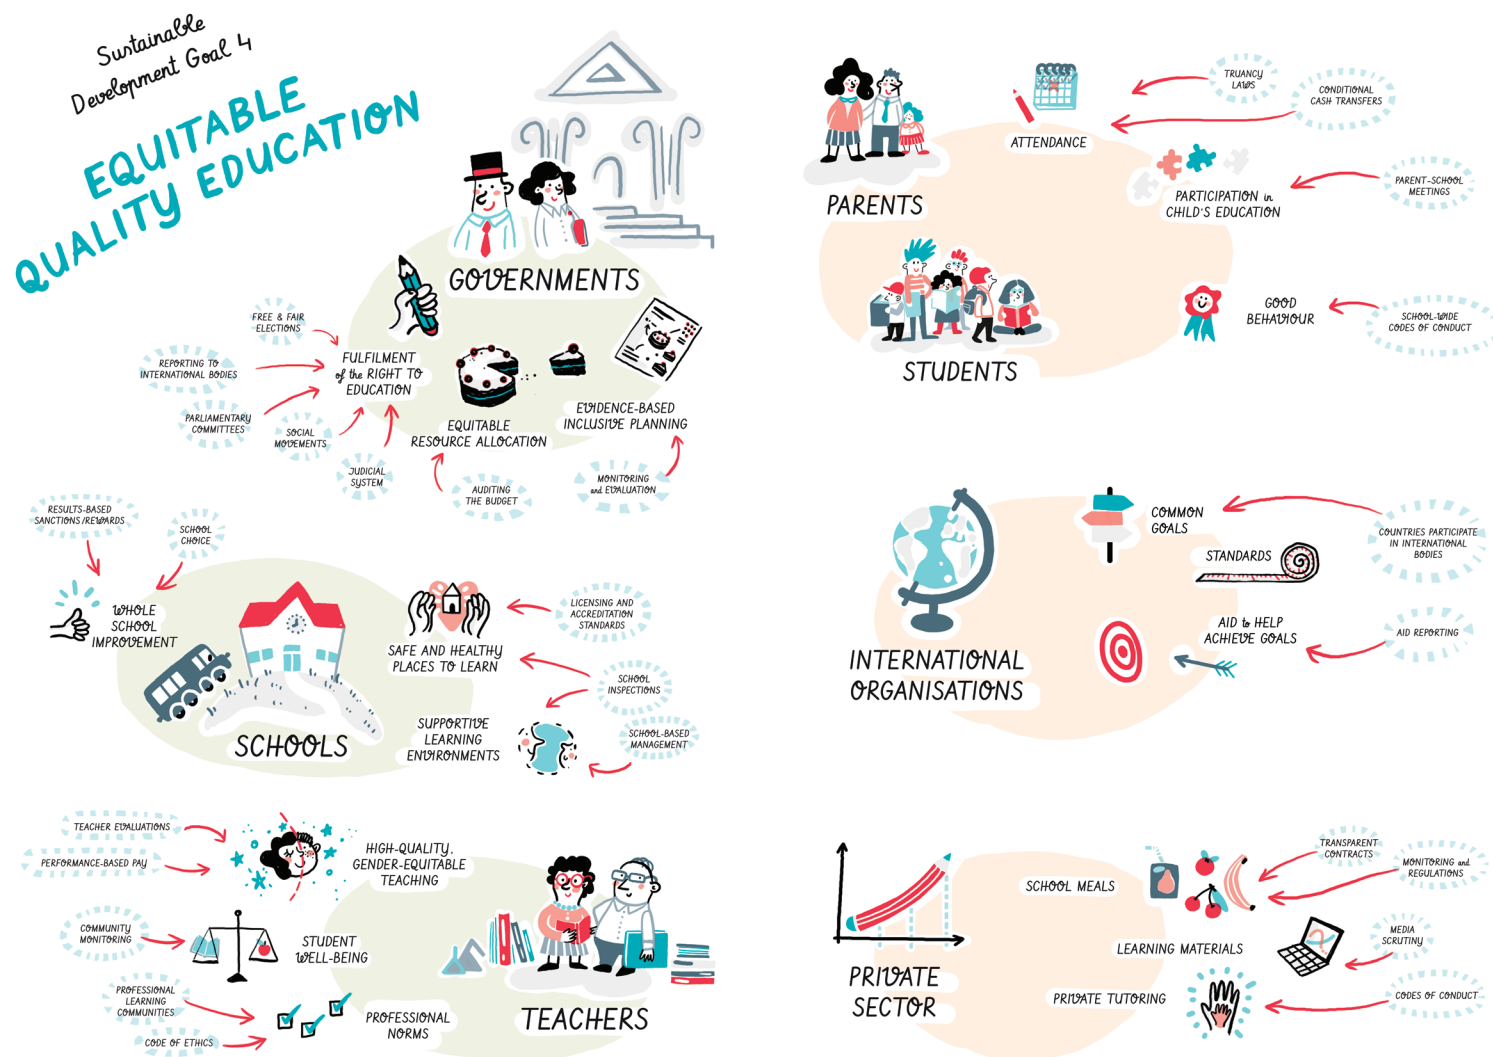 Sustainable
Development Goal 4
EQUITABLE
QUALITY EDUCATION
GOVERNMENTS
FREE & FAIR
ELECTIONS
REPORTING TO
INTERNATIONAL BODIES
PARLIAMENTARY
COMMITTEES
SOCIAL
MOVEMENTS
JUDICIAL
SYSTEM
FULFILMENT
of the RIGHT TO
EDUCATION
EQUITABLE
RESOURCE ALLOCATION
AUDITING
THE BUDGET
EVIDENCE-BASED
INCLUSIVE PLANNING
MONITORING
and EVALUATION
RESULTS-BASED
SANCTIONS/REWARDS
SCHOOL
CHOICE
WHOLE
SCHOOL
IMPROVEMENT
SCHOOLS
SAFE AND HEALTHY
PLACES TO LEARN
LICENSING AND
ACCREDITATION
STANDARDS
SCHOOL
INSPECTIONS
SUPPORTIVE
LEARNING
ENVIRONMENTS
SCHOOL-BASED
MANAGEMENT
TEACHER EVALUATIONS
PERFORMANCE-BASED PAY
HIGH-QUALITY,
GENDER-EQUITABLE
TEACHING
COMMUNITY
MONITORING
STUDENT
WELL-BEING
PROFESSIONAL
LEARNING
COMMUNITIES
CODE OF ETHICS
PROFESSIONAL
NORMS
TEACHERS
PARENTS
ATTENDANCE
TRUANCY
LAWS
CONDITIONAL
CASH TRANSFERS
PARTICIPATION in
CHILD'S EDUCATION
PARENT-SCHOOL
MEETINGS
STUDENTS
GOOD
BEHAVIOUR
SCHOOL-WIDE
CODES OF CONDUCT
INTERNATIONAL
ORGANISATIONS
COMMON
GOALS
STANDARDS
COUNTRIES PARTICIPATE
IN INTERNATIONAL
BODIES
AID to HELP
ACHIEVE GOALS
AID REPORTING
PRIVATE
SECTOR
SCHOOL MEALS
TRANSPARENT
CONTRACTS
MONITORING and
REGULATIONS
LEARNING MATERIALS
MEDIA
SCRUTINY
PRIVATE TUTORING
CODES OF CONDUCT